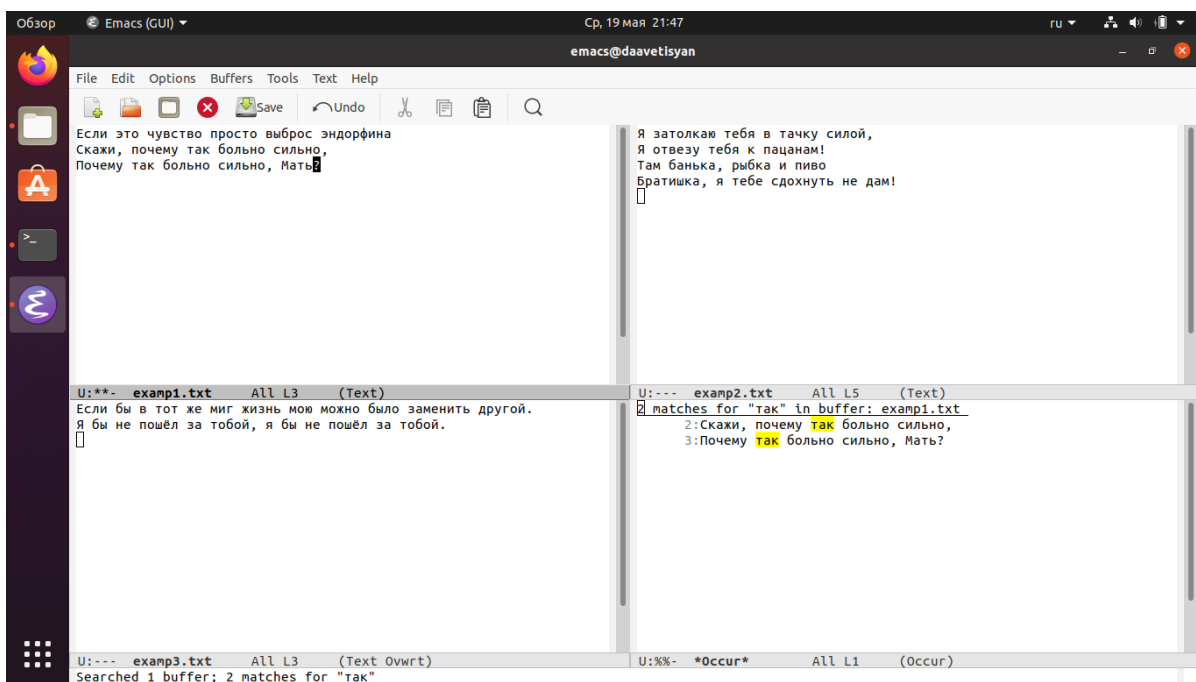 Обзор Emacs (GUI) Ср, 19 мая 21:47 ru
emacs@daavetisyan
File Edit Options Buffers Tools Text Help
Save Undo
Если это чувство просто выброс эндорфина
Скажи, почему так больно сильно,
Почему так больно сильно, Мать?
U:**- examp1.txt All L3 (Text)
Я затолкаю тебя в тачку силой,
Я отвезу тебя к пацанам!
Там банька, рыбка и пиво
Братишка, я тебе сдохнуть не дам!
U:--- examp2.txt All L5 (Text)
Если бы в тот же миг жизнь мою можно было заменить другой.
Я бы не пошёл за тобой, я бы не пошёл за тобой.
U:--- examp3.txt All L3 (Text Ovwrt)
2 matches for "так" in buffer: examp1.txt
2:Скажи, почему так больно сильно,
3:Почему так больно сильно, Мать?
U:%%- *Occur* All L1 (Occur)
Searched 1 buffer; 2 matches for "так"